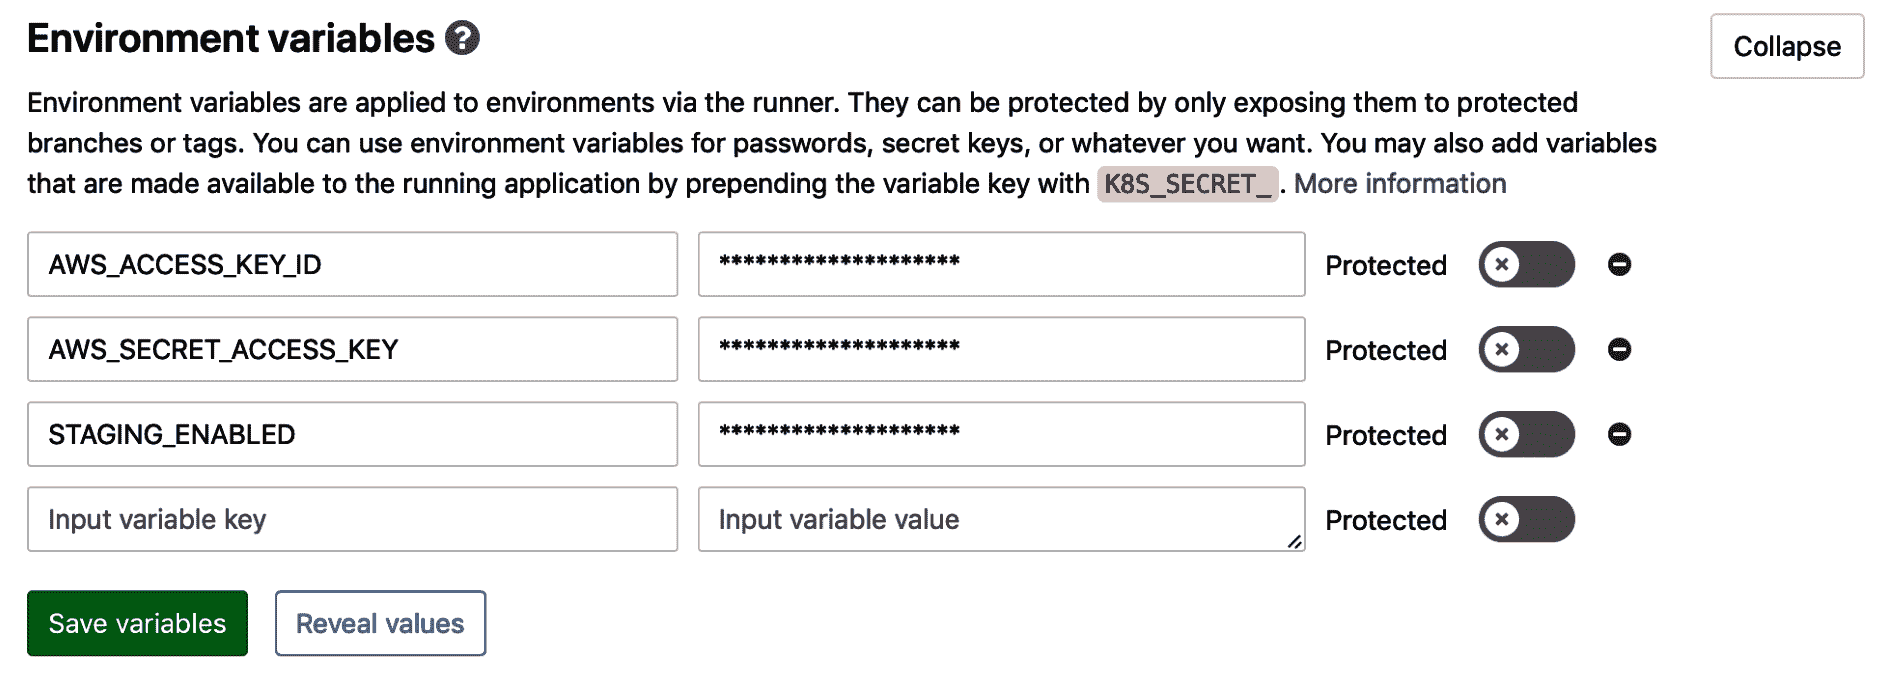 Environment variables ?
Collapse
Environment variables are applied to environments via the runner. They can be protected by only exposing them to protected
branches or tags. You can use environment variables for passwords, secret keys, or whatever you want. You may also add variables
that are made available to the running application by prepending the variable key with K8S_SECRET_. More information
AWS_ACCESS_KEY_ID ******************** Protected
AWS_SECRET_ACCESS_KEY ******************** Protected
STAGING_ENABLED ******************** Protected
Input variable key Input variable value Protected
Save variables Reveal values